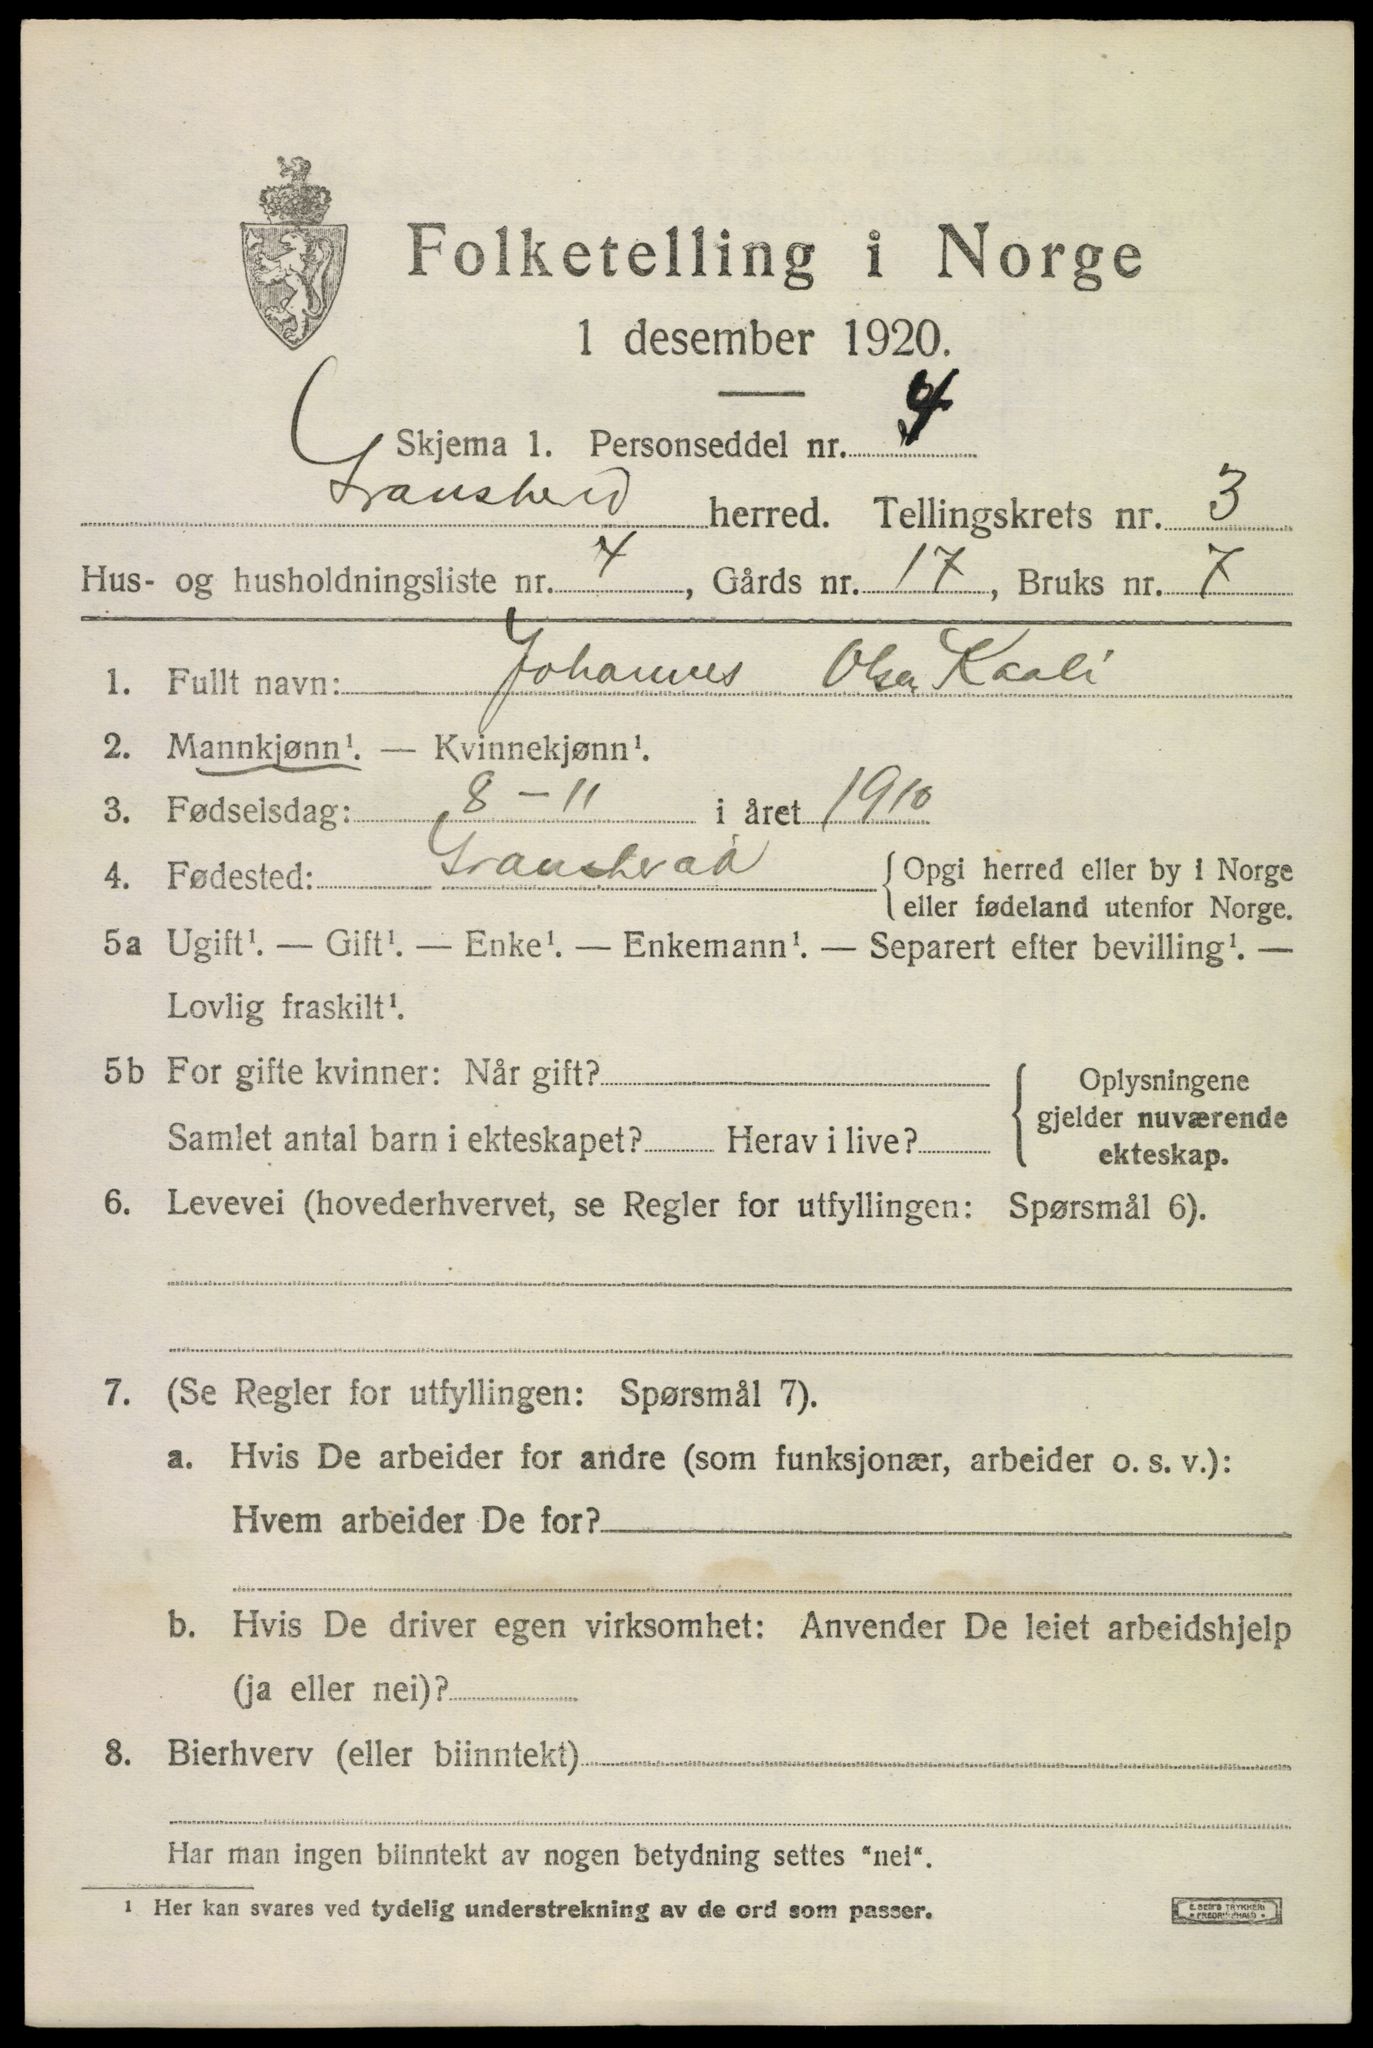 Folketelling i Norge
1 desember 1920.
Skjema 1. Personseddel nr. 4
Gransherd herred. Tellingskrets nr. 3
Hus- og husholdningsliste nr. 4, Gårds nr. 17, Bruks nr. 7
1. Fullt navn: Johannes Olsen Kaali
2. Mannkjønn¹. — Kvinnekjønn¹.
3. Fødselsdag: 8 - 11 i året 1910
4. Fødested: Gransherad {Opgi herred eller by i Norge
eller fødeland utenfor Norge.
5a Ugift¹. — Gift¹. — Enke¹. — Enkemann¹. — Separert efter bevilling¹. —
Lovlig fraskilt¹.
5b For gifte kvinner: Når gift? { Oplysningene
gjelder nuværende
Samlet antal barn i ekteskapet? Herav i live?
ekteskap.
6. Levevei (hovederhvervet, se Regler for utfyllingen: Spørsmål 6).
7. (Se Regler for utfyllingen: Spørsmål 7).
a. Hvis De arbeider for andre (som funksjonær, arbeider o. s. v.):
Hvem arbeider De for?
b. Hvis De driver egen virksomhet: Anvender De leiet arbeidshjelp
(ja eller nei)?
8. Bierhverv (eller biinntekt)
Har man ingen biinntekt av nogen betydning settes "nei".
¹ Her kan svares ved tydelig understrekning av de ord som passer.
E. SEM'S TRYKKERI
• FREDRIKSHALD •